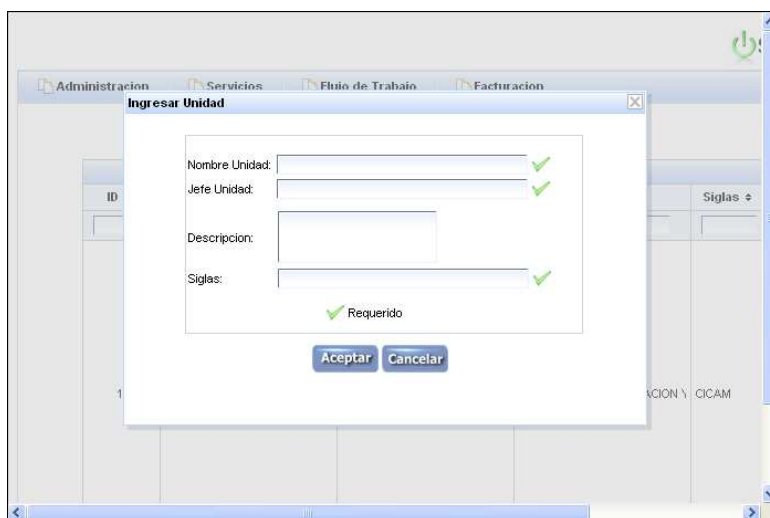 Administracion Servicios Flujo de Trabajo Facturacion
Ingresar Unidad
Nombre Unidad:
Jefe Unidad:
ID Siglas
Descripcion:
Siglas:
Requerido
Aceptar Cancelar
1 ACION Y CICAM